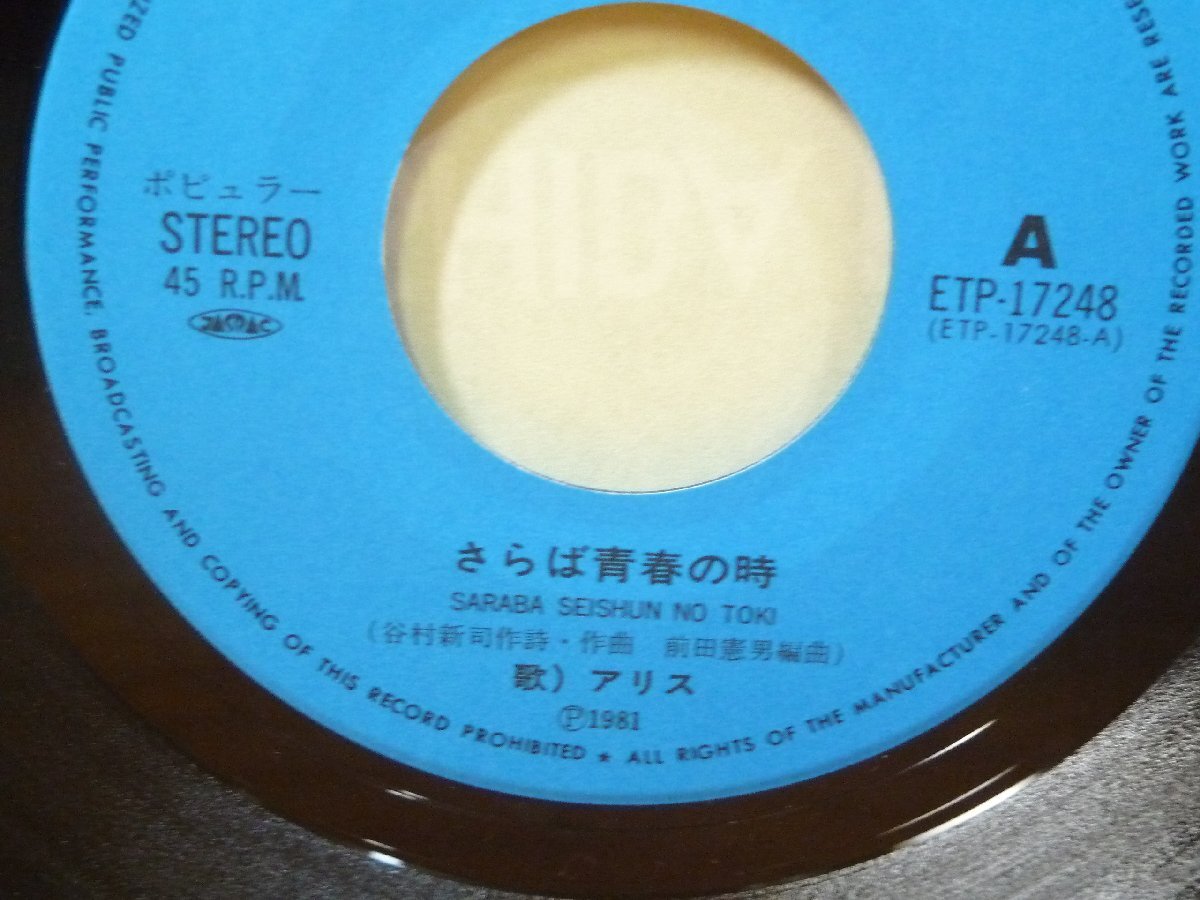 ポピュラー
STEREO
45 R.P.M.
JASRAC
A
ETP-17248
(ETP-17248-A)
さらば青春の時
SARABA SEISHUN NO TOKI
(谷村新司作詩・作曲 前田憲男編曲)
歌) アリス
Ⓟ1981
PUBLIC PERFORMANCE, BROADCASTING AND COPYING OF THIS RECORD PROHIBITED ★ ALL RIGHTS OF THE MANUFACTURER AND OF THE OWNER OF THE RECORDED WORK ARE